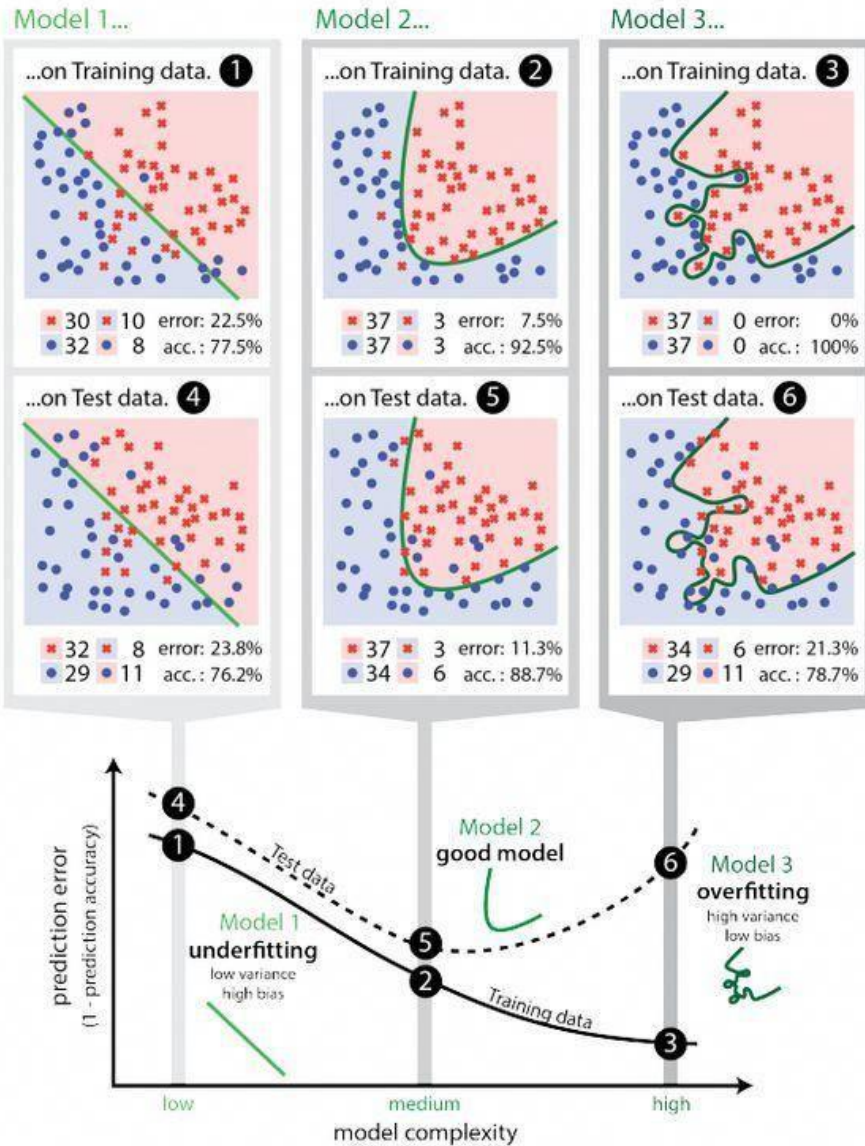 Model 1...
Model 2...
Model 3...
...on Training data. 1
...on Training data. 2
...on Training data. 3
30 10 error: 22.5%
32 8 acc.: 77.5%
37 3 error: 7.5%
37 3 acc.: 92.5%
37 0 error: 0%
37 0 acc.: 100%
...on Test data. 4
...on Test data. 5
...on Test data. 6
32 8 error: 23.8%
29 11 acc.: 76.2%
37 3 error: 11.3%
34 6 acc.: 88.7%
34 6 error: 21.3%
29 11 acc.: 78.7%
prediction error
(1 - prediction accuracy)
4
1
Test data
Model 1
underfitting
low variance
high bias
5
2
Model 2
good model
Training data
6
3
Model 3
overfitting
high variance
low bias
low
medium
high
model complexity